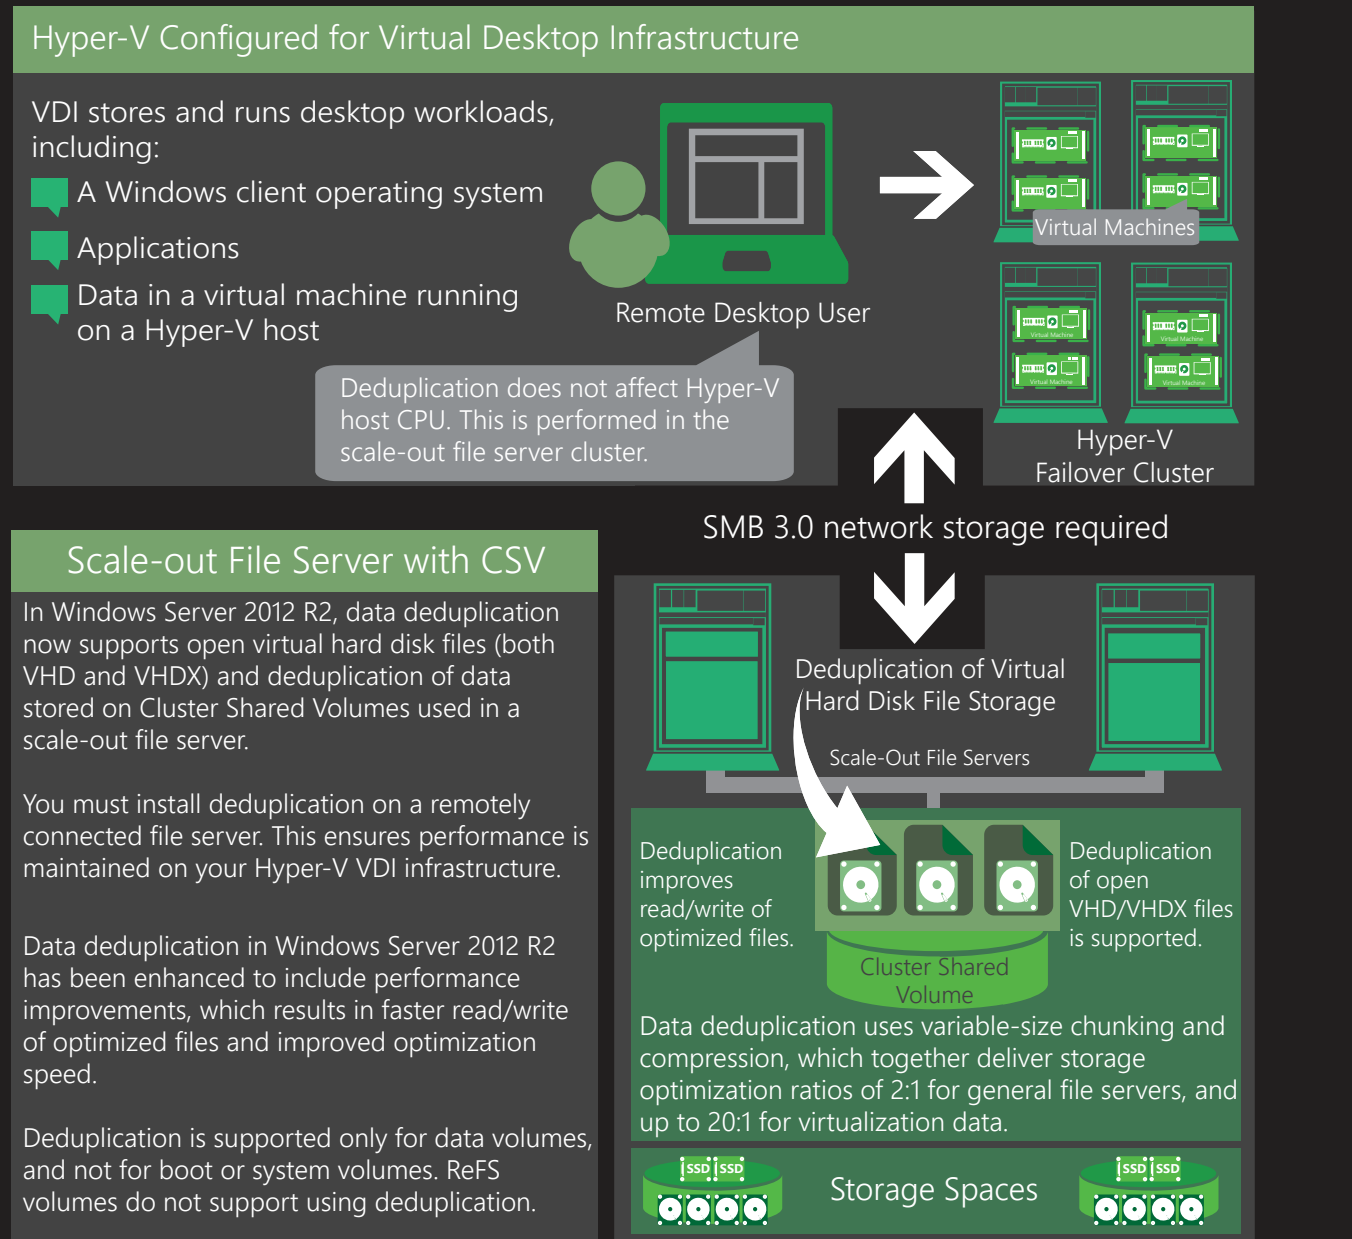 Hyper-V Configured for Virtual Desktop Infrastructure
VDI stores and runs desktop workloads,
including:
A Windows client operating system
Applications
Data in a virtual machine running
on a Hyper-V host
Remote Desktop User
Deduplication does not affect Hyper-V
host CPU. This is performed in the
scale-out file server cluster.
Virtual Machines
Virtual Machine
Virtual Machine
Virtual Machine
Virtual Machine
Hyper-V
Failover Cluster
SMB 3.0 network storage required
Scale-out File Server with CSV
In Windows Server 2012 R2, data deduplication
now supports open virtual hard disk files (both
VHD and VHDX) and deduplication of data
stored on Cluster Shared Volumes used in a
scale-out file server.
You must install deduplication on a remotely
connected file server. This ensures performance is
maintained on your Hyper-V VDI infrastructure.
Data deduplication in Windows Server 2012 R2
has been enhanced to include performance
improvements, which results in faster read/write
of optimized files and improved optimization
speed.
Deduplication is supported only for data volumes,
and not for boot or system volumes. ReFS
volumes do not support using deduplication.
Deduplication of Virtual
Hard Disk File Storage
Scale-Out File Servers
Deduplication
improves
read/write of
optimized files.
Deduplication
of open
VHD/VHDX files
is supported.
Cluster Shared
Volume
Data deduplication uses variable-size chunking and
compression, which together deliver storage
optimization ratios of 2:1 for general file servers, and
up to 20:1 for virtualization data.
SSD SSD
Storage Spaces
SSD SSD